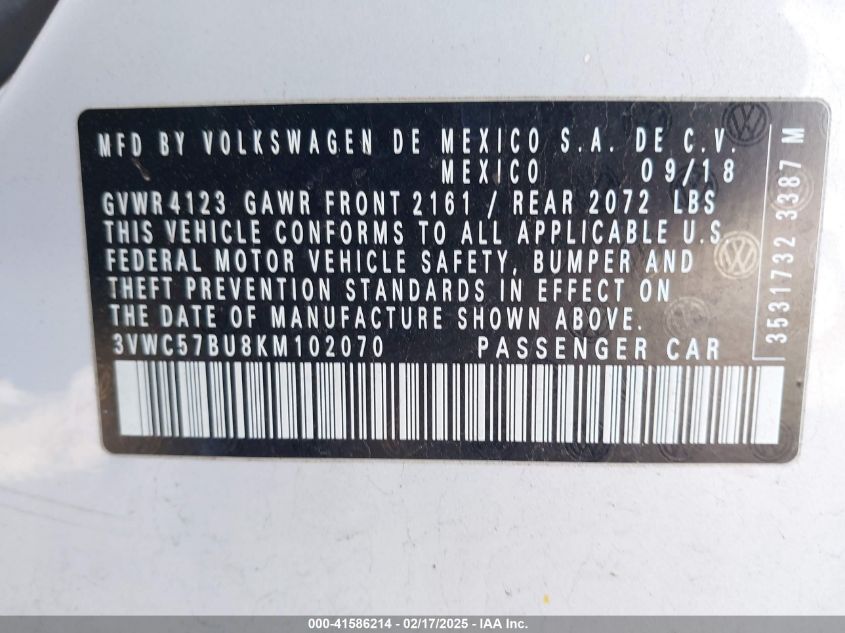 MFD BY VOLKSWAGEN DE MEXICO S.A. DE C.V.
MEXICO 09/18
GVWR 4123 GAWR FRONT 2161 / REAR 2072 LBS
THIS VEHICLE CONFORMS TO ALL APPLICABLE U.S.
FEDERAL MOTOR VEHICLE SAFETY, BUMPER AND
THEFT PREVENTION STANDARDS IN EFFECT ON
THE DATE OF MANUFACTURE SHOWN ABOVE.
3VWC57BU8KM102070 PASSENGER CAR
3531732 3387 M
000-41586214 - 02/17/2025 - IAA Inc.